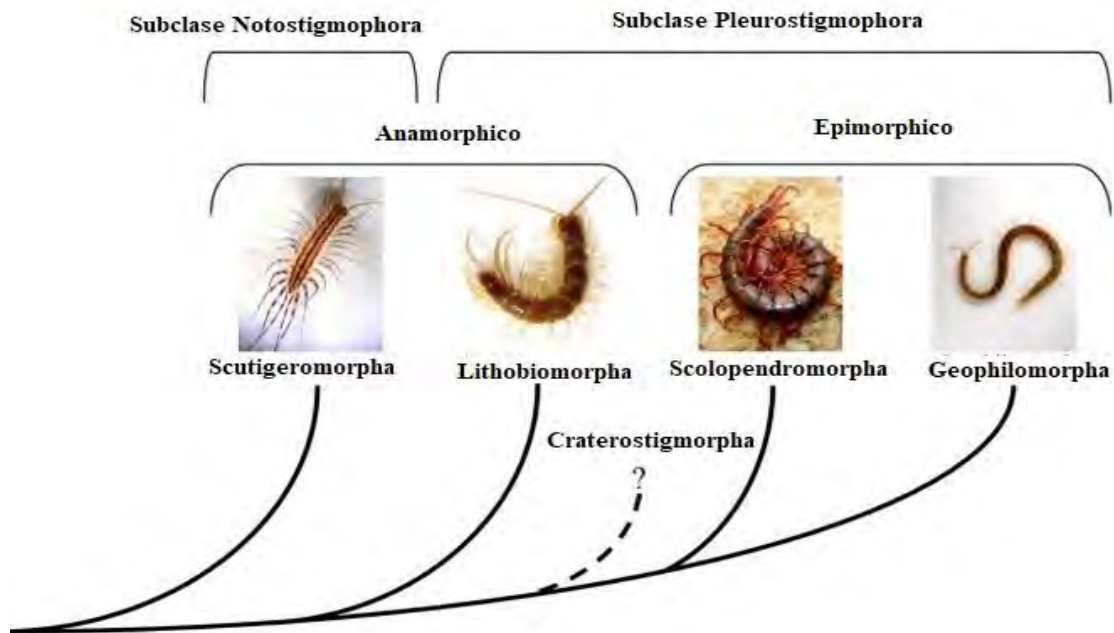 Subclase Notostigmophora
Subclase Pleurostigmophora
Anamorphico
Epimorphico
Scutigeromorpha
Lithobiomorpha
Scolopendromorpha
Geophilomorpha
Craterostigmorpha
?